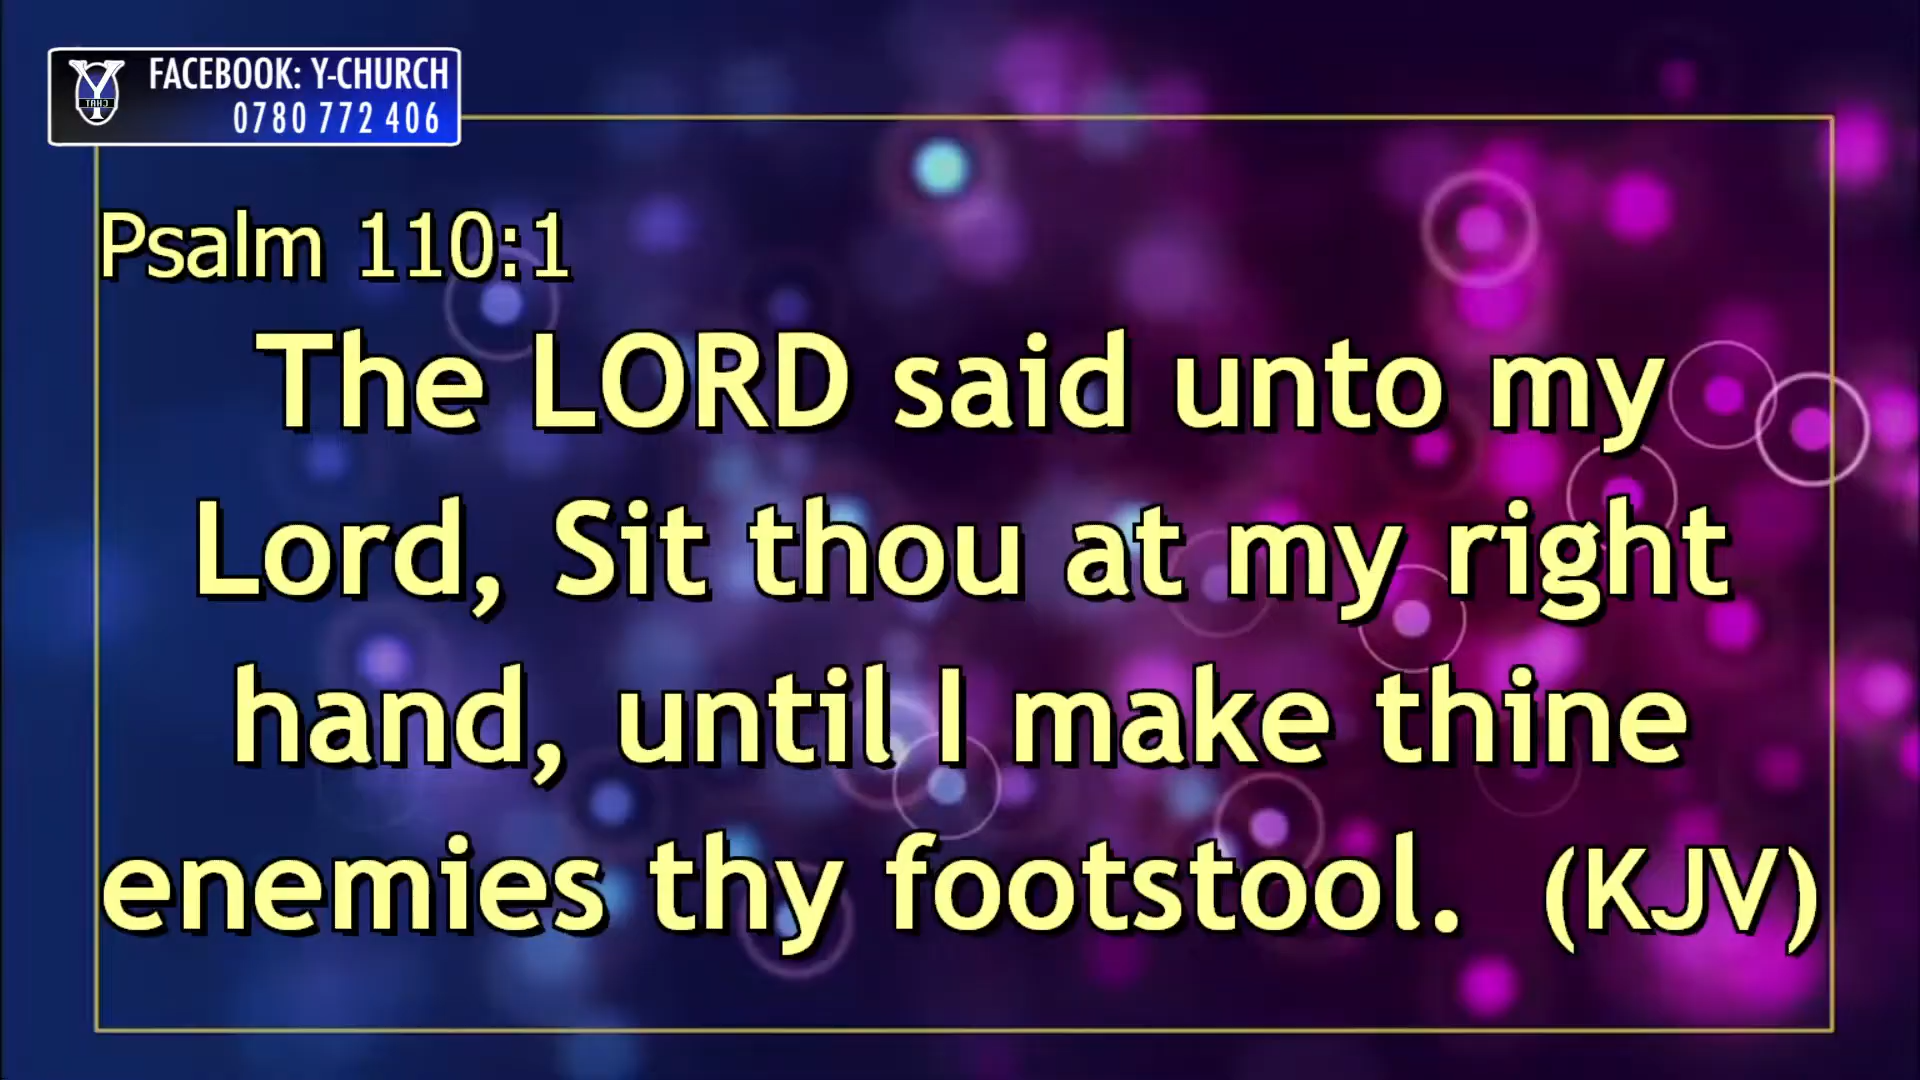 FACEBOOK: Y-CHURCH
0780 772 406
Psalm 110:1
The LORD said unto my
Lord, Sit thou at my right
hand, until I make thine
enemies thy footstool. (KJV)